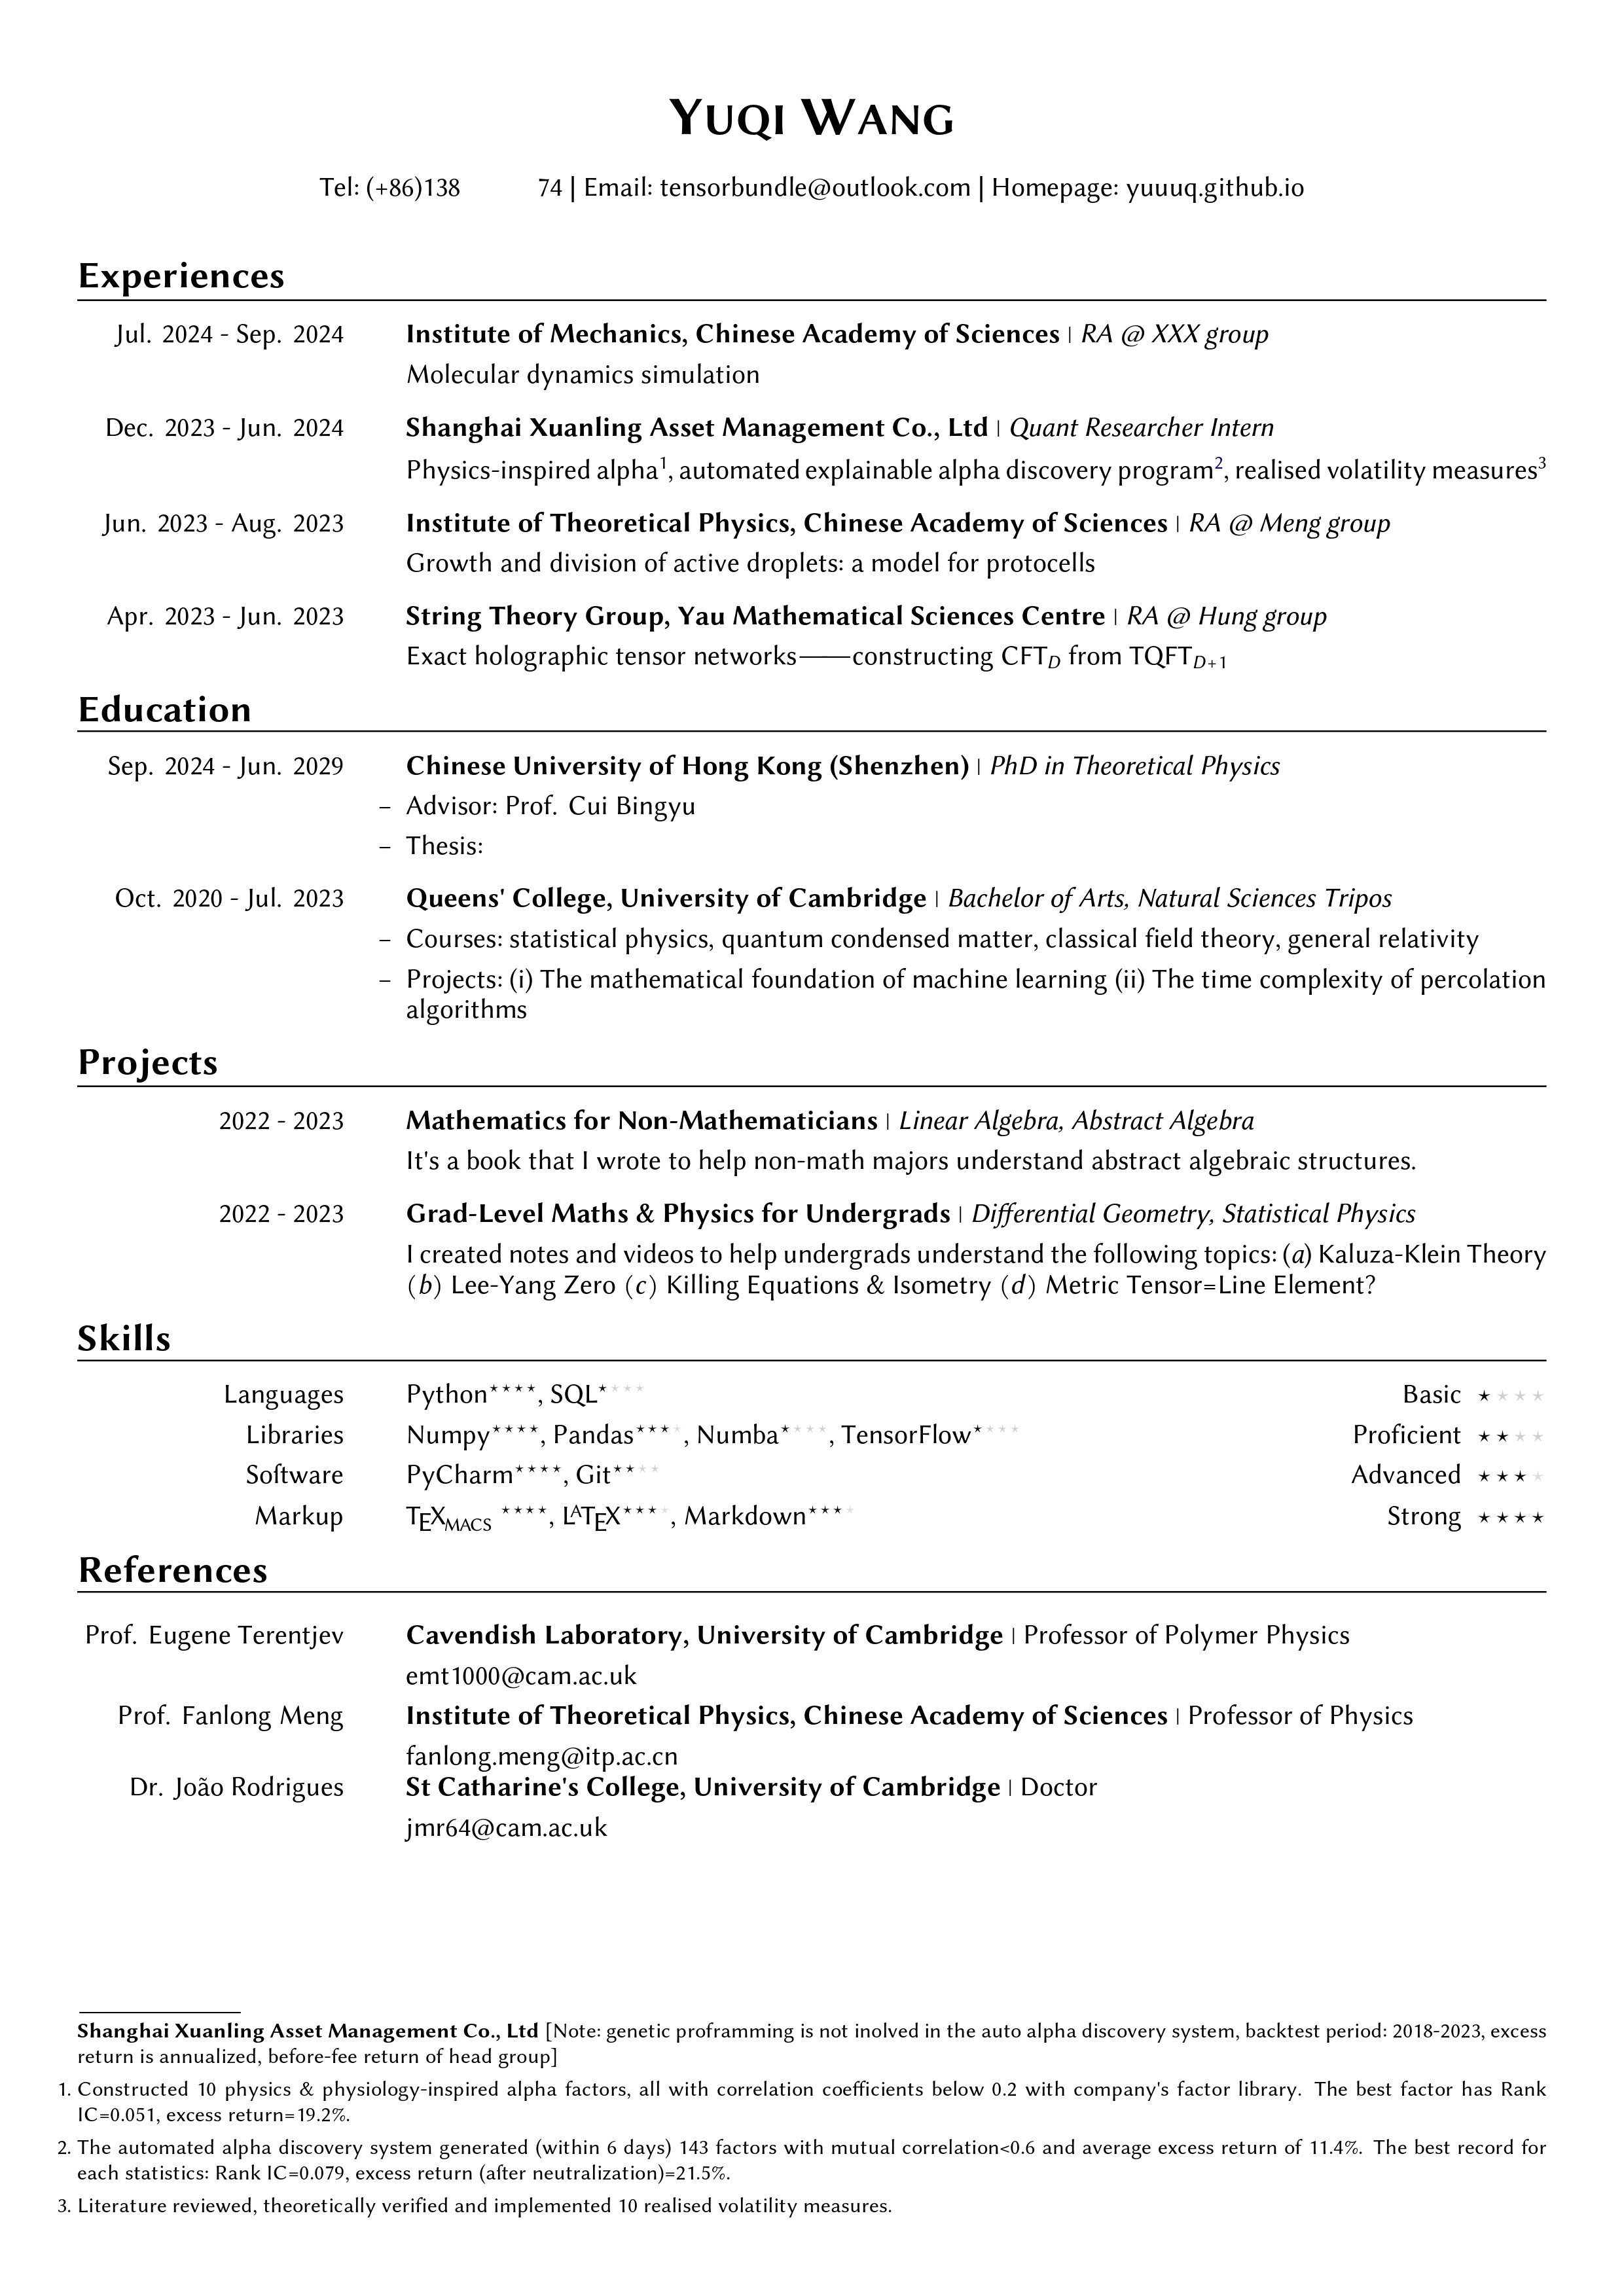 YUQI WANG
Tel: (+86)138 74 | Email: tensorbundle@outlook.com | Homepage: yuuuq.github.io
Experiences
Jul. 2024 - Sep. 2024 Institute of Mechanics, Chinese Academy of Sciences | RA @ XXX group
Molecular dynamics simulation
Dec. 2023 - Jun. 2024 Shanghai Xuanling Asset Management Co., Ltd | Quant Researcher Intern
Physics-inspired alpha¹, automated explainable alpha discovery program², realised volatility measures³
Jun. 2023 - Aug. 2023 Institute of Theoretical Physics, Chinese Academy of Sciences | RA @ Meng group
Growth and division of active droplets: a model for protocells
Apr. 2023 - Jun. 2023 String Theory Group, Yau Mathematical Sciences Centre | RA @ Hung group
Exact holographic tensor networks——constructing CFT_D from TQFT_{D+1}
Education
Sep. 2024 - Jun. 2029 Chinese University of Hong Kong (Shenzhen) | PhD in Theoretical Physics
– Advisor: Prof. Cui Bingyu
– Thesis:
Oct. 2020 - Jul. 2023 Queens' College, University of Cambridge | Bachelor of Arts, Natural Sciences Tripos
– Courses: statistical physics, quantum condensed matter, classical field theory, general relativity
– Projects: (i) The mathematical foundation of machine learning (ii) The time complexity of percolation
algorithms
Projects
2022 - 2023 Mathematics for Non-Mathematicians | Linear Algebra, Abstract Algebra
It's a book that I wrote to help non-math majors understand abstract algebraic structures.
2022 - 2023 Grad-Level Maths & Physics for Undergrads | Differential Geometry, Statistical Physics
I created notes and videos to help undergrads understand the following topics: (a) Kaluza-Klein Theory
(b) Lee-Yang Zero (c) Killing Equations & Isometry (d) Metric Tensor=Line Element?
Skills
Languages Python⋆⋆⋆⋆, SQL⋆⋆⋆⋆ Basic ⋆⋆⋆⋆
Libraries Numpy⋆⋆⋆⋆, Pandas⋆⋆⋆⋆, Numba⋆⋆⋆⋆, TensorFlow⋆⋆⋆⋆ Proficient ⋆⋆⋆⋆
Software PyCharm⋆⋆⋆⋆, Git⋆⋆⋆⋆ Advanced ⋆⋆⋆⋆
Markup TEXMACS ⋆⋆⋆⋆, LATEX⋆⋆⋆⋆, Markdown⋆⋆⋆⋆ Strong ⋆⋆⋆⋆
References
Prof. Eugene Terentjev Cavendish Laboratory, University of Cambridge | Professor of Polymer Physics
emt1000@cam.ac.uk
Prof. Fanlong Meng Institute of Theoretical Physics, Chinese Academy of Sciences | Professor of Physics
fanlong.meng@itp.ac.cn
Dr. João Rodrigues St Catharine's College, University of Cambridge | Doctor
jmr64@cam.ac.uk
Shanghai Xuanling Asset Management Co., Ltd [Note: genetic proframming is not inolved in the auto alpha discovery system, backtest period: 2018-2023, excess
return is annualized, before-fee return of head group]
1. Constructed 10 physics & physiology-inspired alpha factors, all with correlation coefficients below 0.2 with company's factor library. The best factor has Rank
IC=0.051, excess return=19.2%.
2. The automated alpha discovery system generated (within 6 days) 143 factors with mutual correlation<0.6 and average excess return of 11.4%. The best record for
each statistics: Rank IC=0.079, excess return (after neutralization)=21.5%.
3. Literature reviewed, theoretically verified and implemented 10 realised volatility measures.